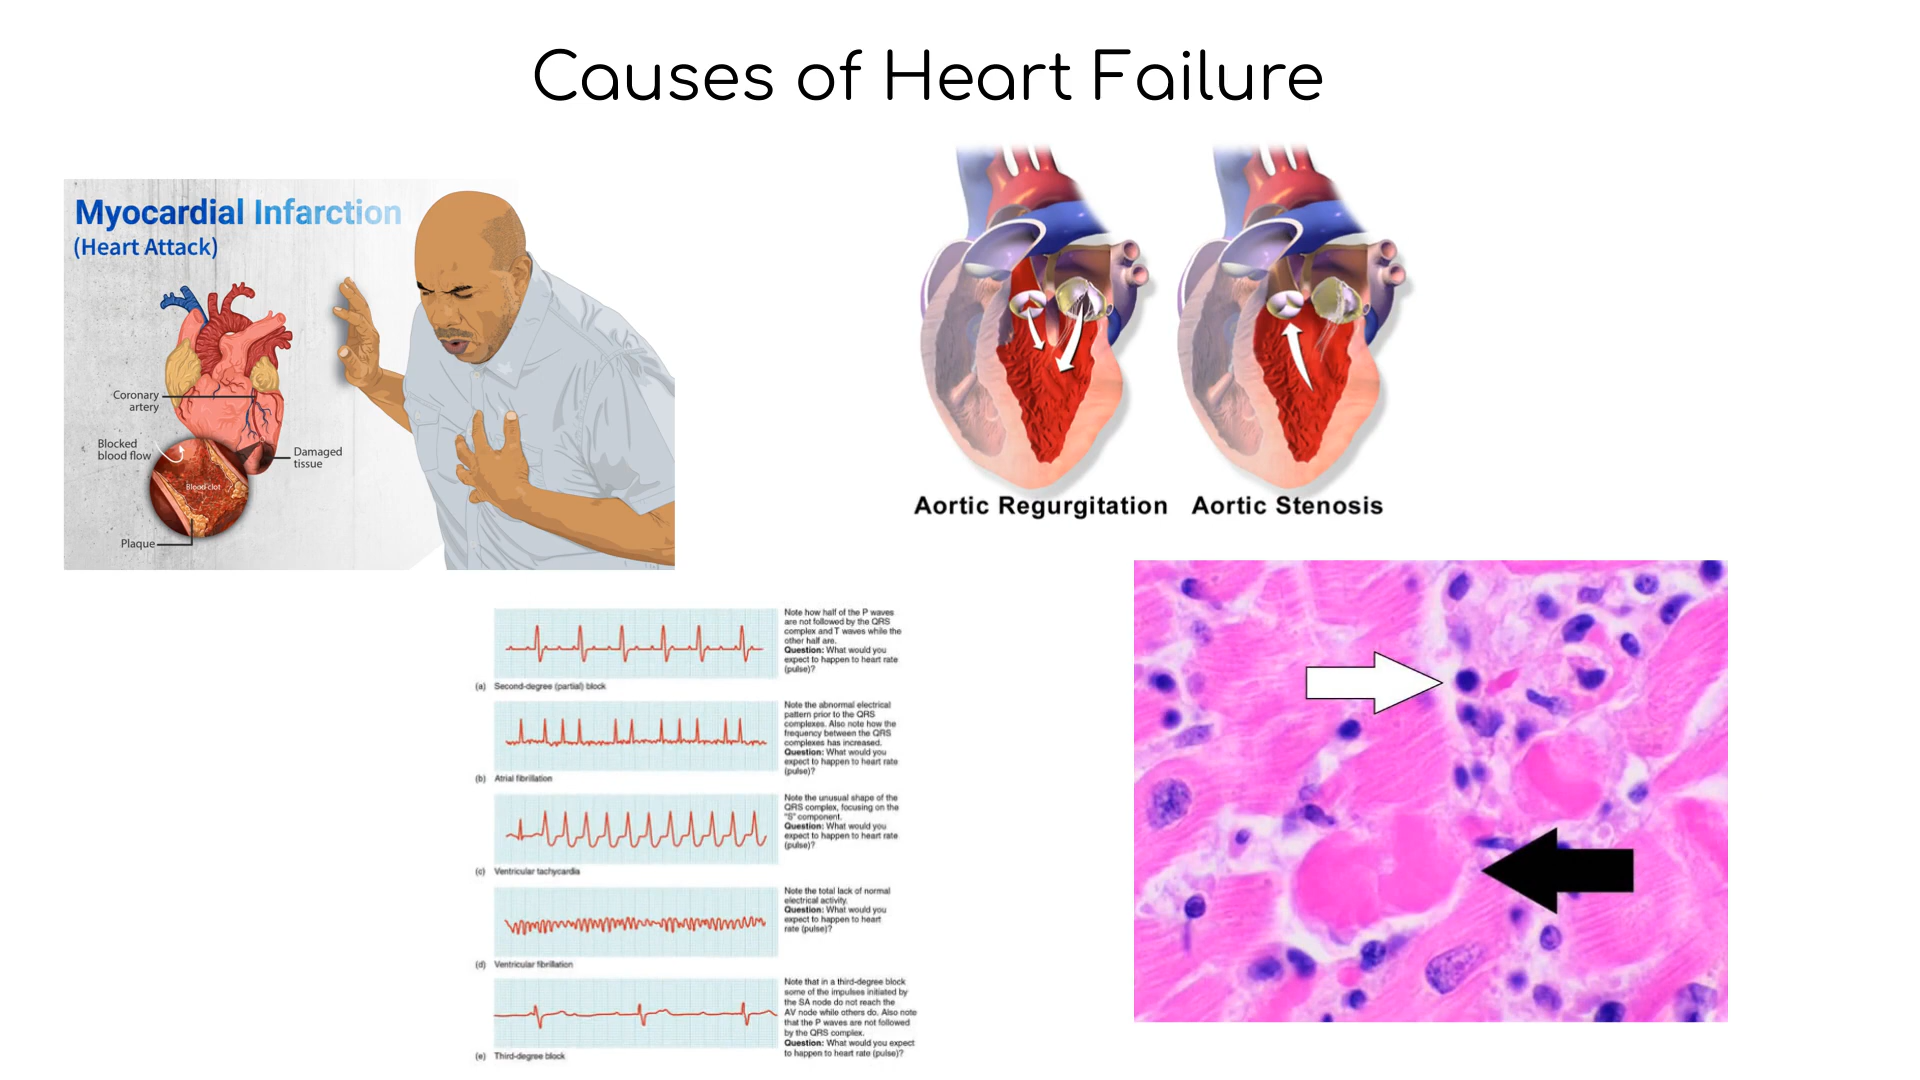 Causes of Heart Failure
Myocardial Infarction
(Heart Attack)
Coronary
artery
Blocked
blood flow
Damaged
tissue
Blood clot
Plaque
Aortic Regurgitation
Aortic Stenosis
Note how half of the P waves
are not followed by the QRS
complex and T waves while the
other half are.
Question: What would you
expect to happen to heart rate
(pulse)?
(a) Second-degree (partial) block
Note the abnormal electrical
pattern prior to the QRS
complexes. Also note how the
frequency between the QRS
complexes has increased.
Question: What would you
expect to happen to heart rate
(pulse)?
(b) Atrial fibrillation
Note the unusual shape of the
QRS complex, focusing on the
"S" component.
Question: What would you
expect to happen to heart rate
(pulse)?
(c) Ventricular tachycardia
Note the total lack of normal
electrical activity.
Question: What would you
expect to happen to heart
rate (pulse)?
(d) Ventricular fibrillation
Note that in a third-degree block
some of the impulses initiated by
the SA node do not reach the
AV node while others do. Also note
that the P waves are not followed
by the QRS complex.
Question: What would you expect
to happen to heart rate (pulse)?
(e) Third-degree block